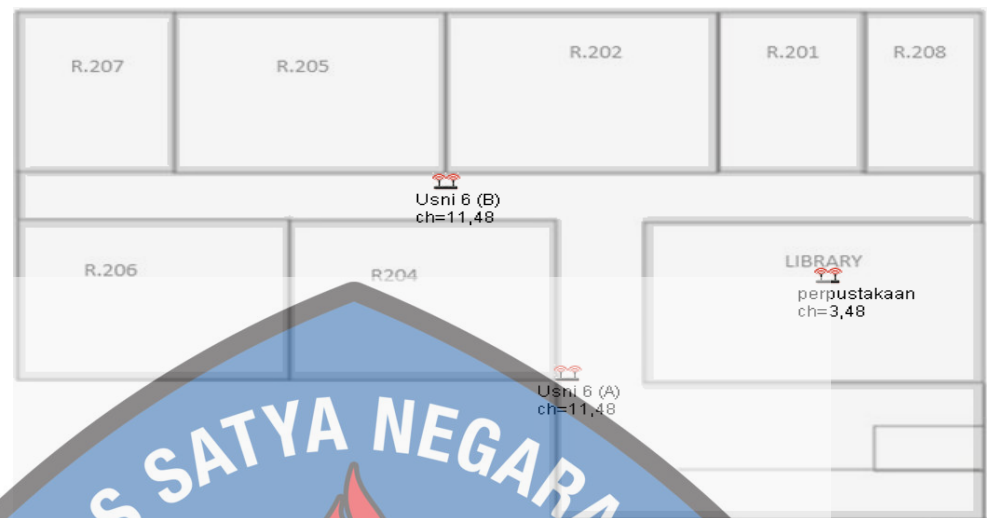 R.207
R.205
R.202
R.201
R.208
Usni 6 (B)
ch=11,48
R.206
R204
LIBRARY
perpustakaan
ch=3,48
Usni 6 (A)
ch=11,48
S SATYA NEGARA